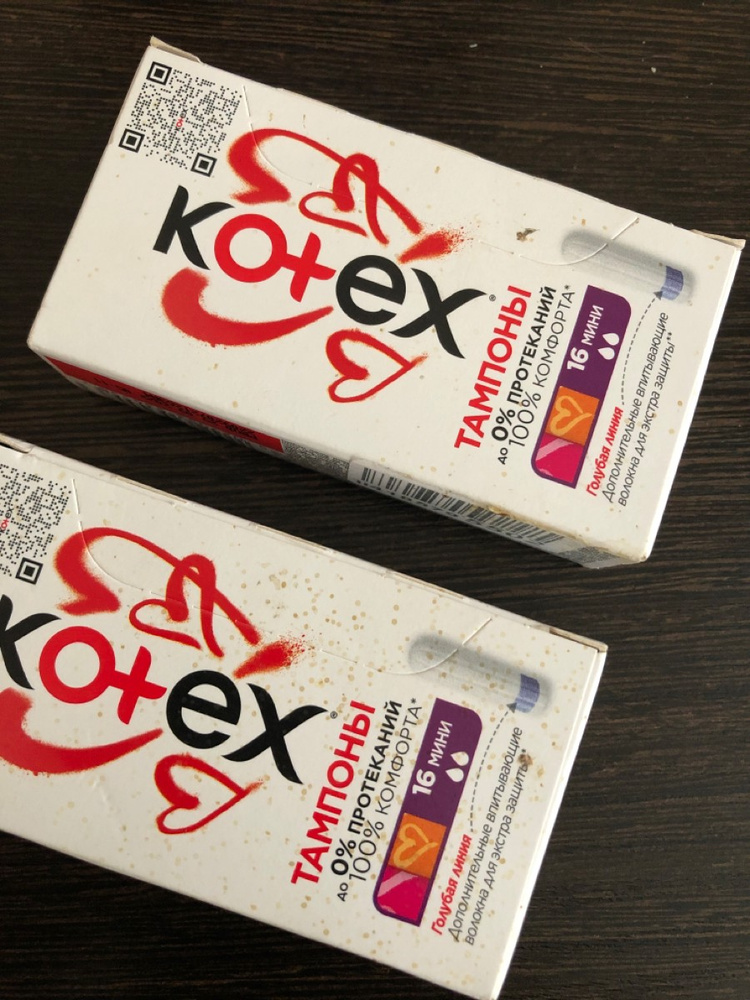 Kotex®
ТАМПОНЫ
до 0% ПРОТЕКАНИЙ
100% КОМФОРТА*
16 МИНИ
Голубая линия
Дополнительные впитывающие
волокна для экстра защиты**
Kotex®
ТАМПОНЫ
до 0% ПРОТЕКАНИЙ
100% КОМФОРТА*
16 МИНИ
Голубая линия
Дополнительные впитывающие
волокна для экстра защиты**